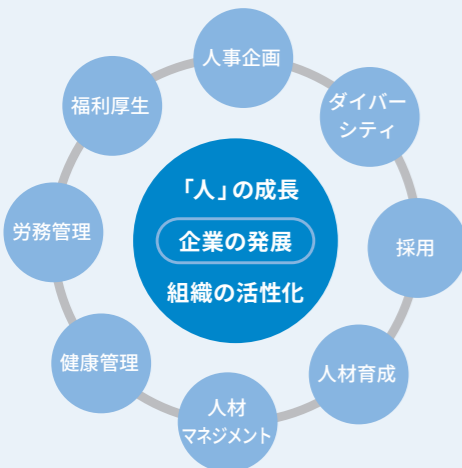 人事企画
ダイバー
シティ
採用
人材育成
人材
マネジメント
健康管理
労務管理
福利厚生
「人」の成長
企業の発展
組織の活性化